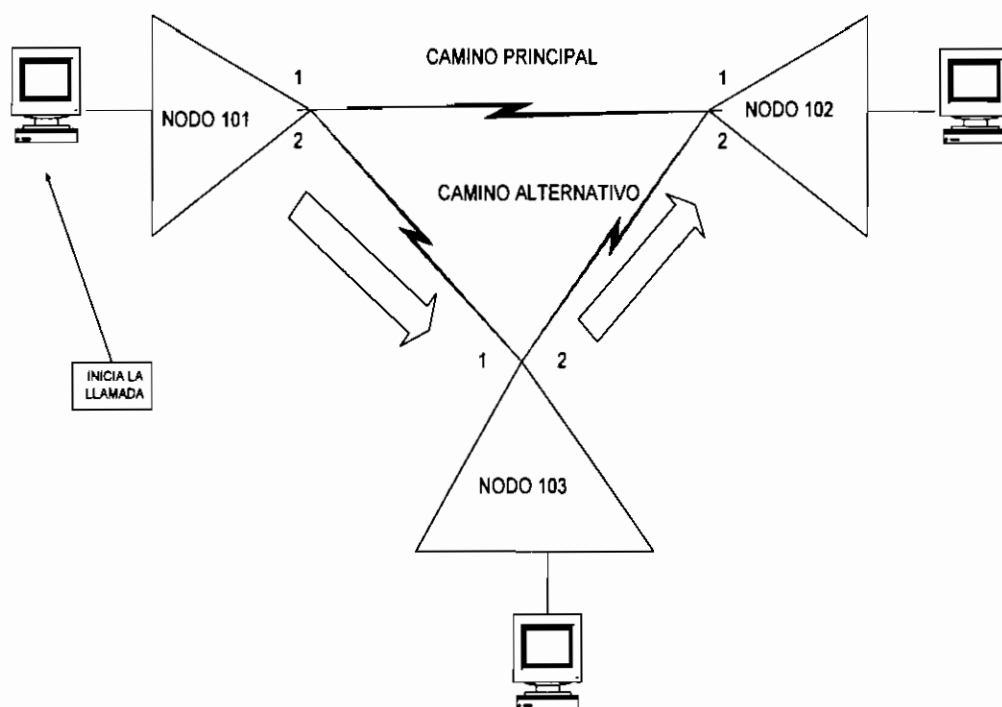 CAMINO PRINCIPAL
1
1
NODO 101
NODO 102
2
2
CAMINO ALTERNATIVO
1
2
INICIA LA
LLAMADA
NODO 103